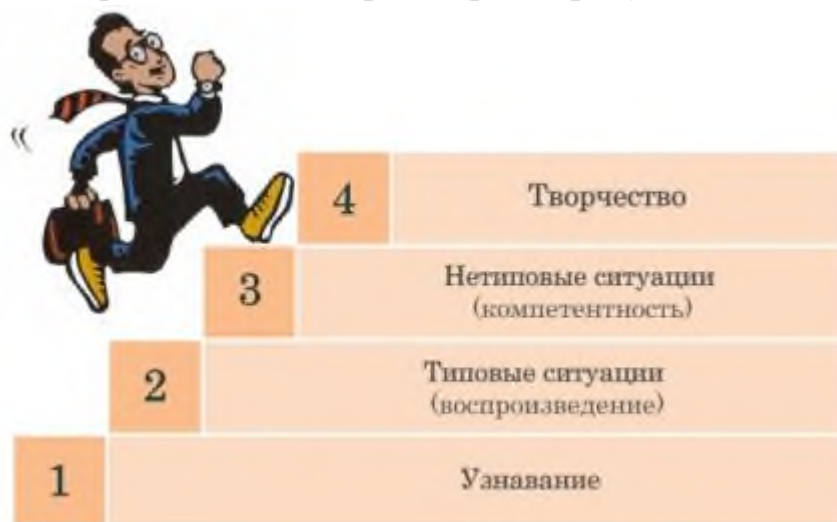 4 Творчество
3 Нетиповые ситуации
(компетентность)
2 Типовые ситуации
(воспроизведение)
1 Узнавание